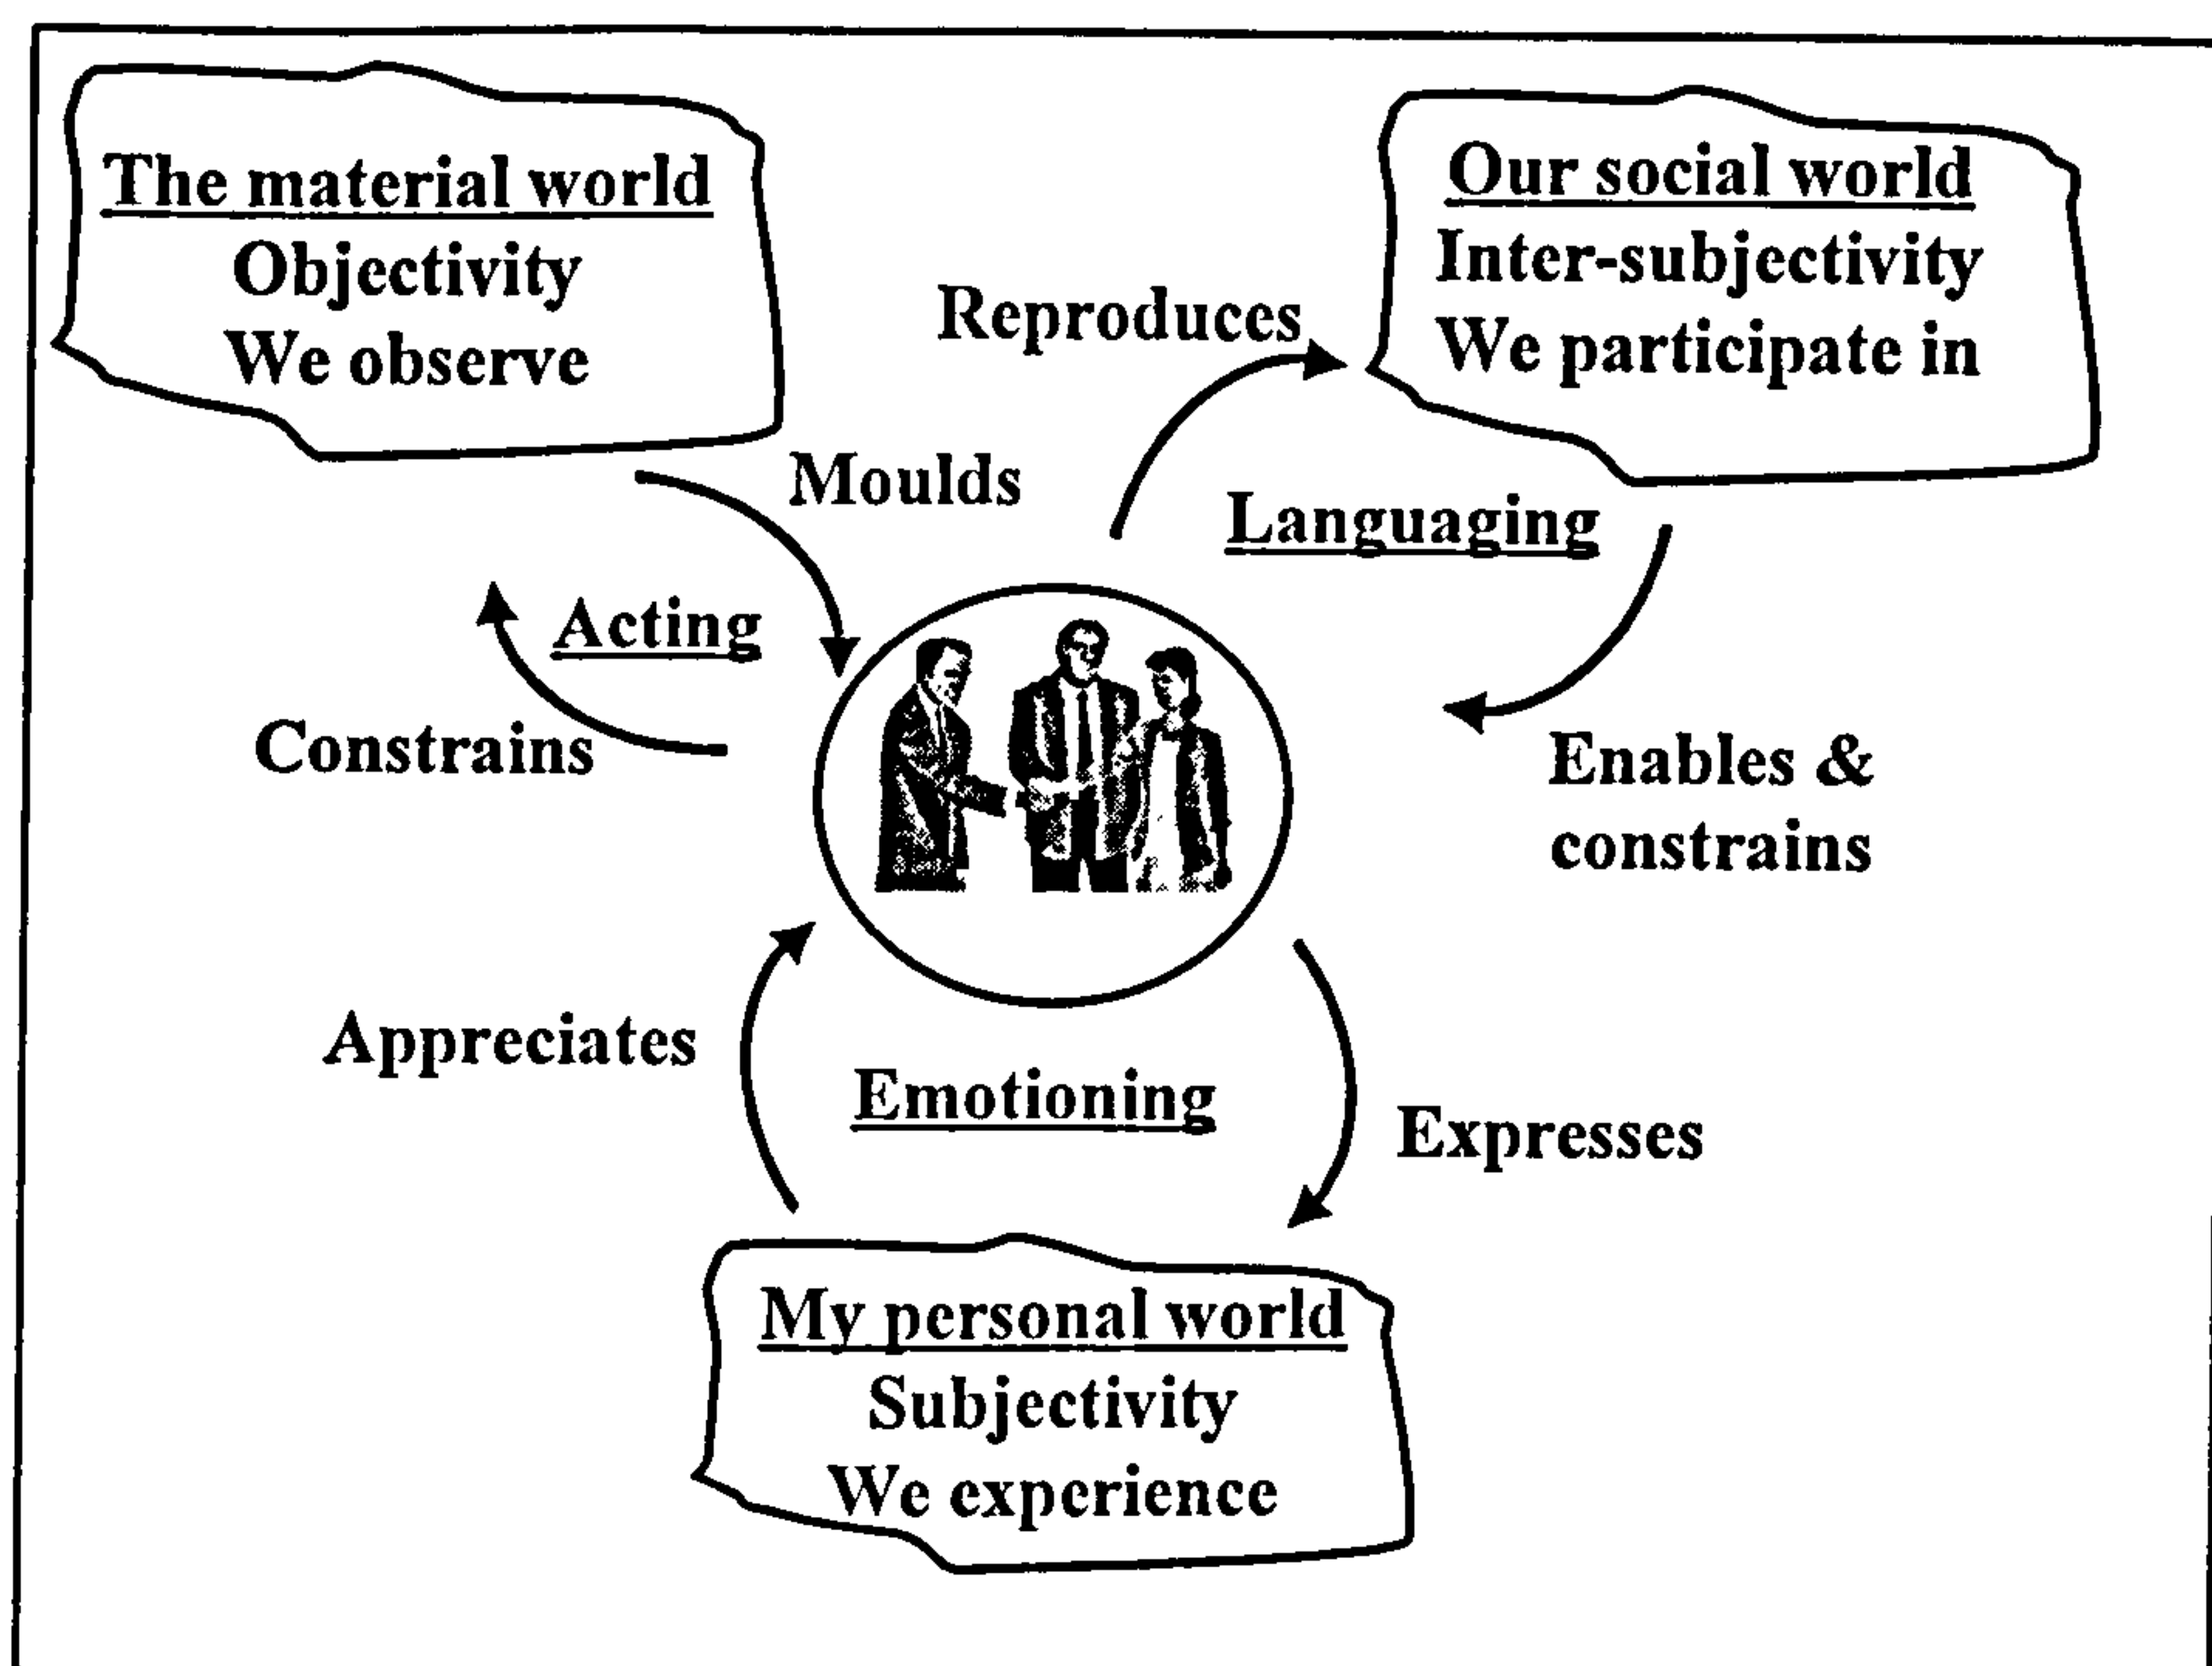 The material world
Objectivity
We observe
Our social world
Inter-subjectivity
We participate in
Reproduces
Moulds
Languaging
Acting
Constrains
Enables &
constrains
Appreciates
Emotioning
Expresses
My personal world
Subjectivity
We experience